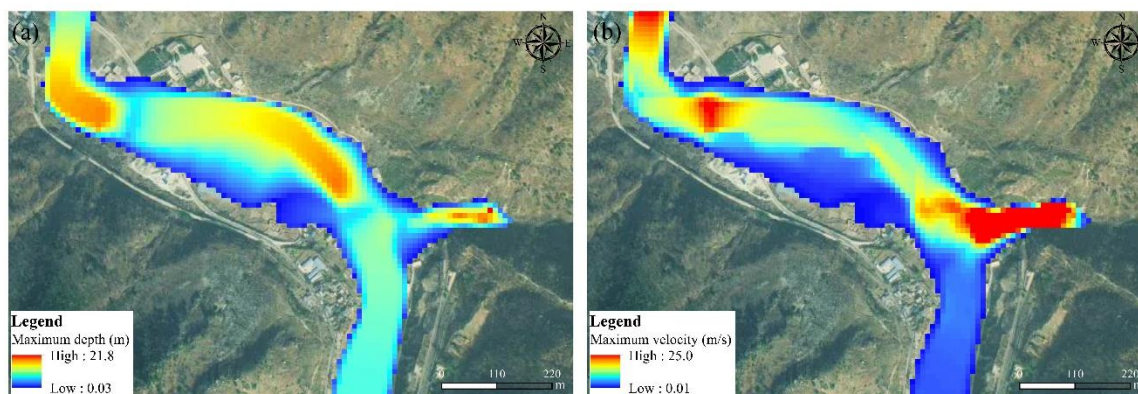 (a)
N
W E
S
Legend
Maximum depth (m)
High : 21.8
Low : 0.03
0 110 220
m
(b)
N
W E
S
Legend
Maximum velocity (m/s)
High : 25.0
Low : 0.01
0 110 220
m